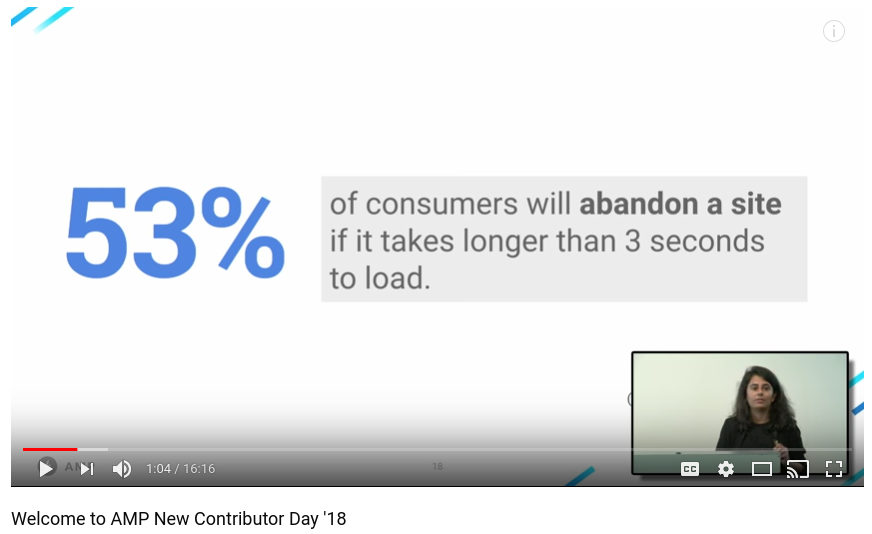 53%
of consumers will abandon a site
if it takes longer than 3 seconds
to load.
18
1:04 / 16:16
CC
Welcome to AMP New Contributor Day '18